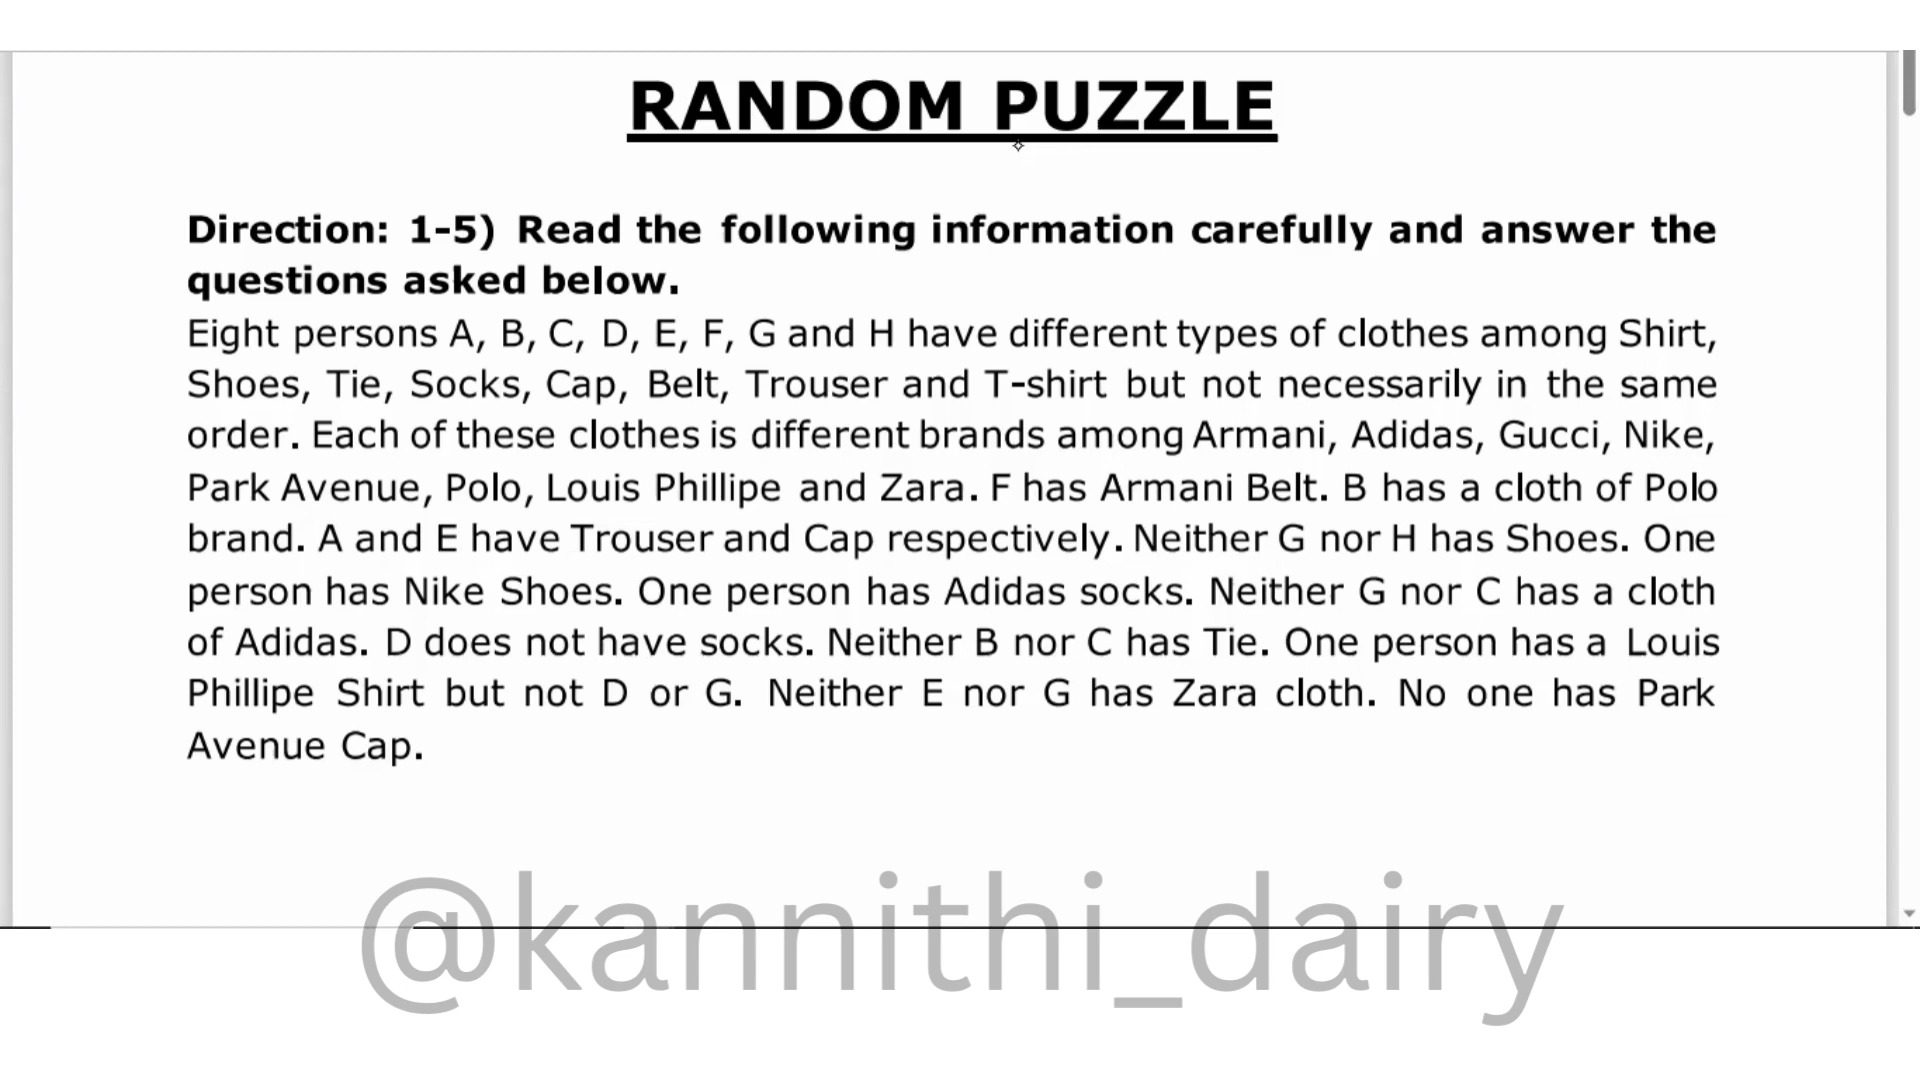 RANDOM PUZZLE
Direction: 1-5) Read the following information carefully and answer the
questions asked below.
Eight persons A, B, C, D, E, F, G and H have different types of clothes among Shirt,
Shoes, Tie, Socks, Cap, Belt, Trouser and T-shirt but not necessarily in the same
order. Each of these clothes is different brands among Armani, Adidas, Gucci, Nike,
Park Avenue, Polo, Louis Phillipe and Zara. F has Armani Belt. B has a cloth of Polo
brand. A and E have Trouser and Cap respectively. Neither G nor H has Shoes. One
person has Nike Shoes. One person has Adidas socks. Neither G nor C has a cloth
of Adidas. D does not have socks. Neither B nor C has Tie. One person has a Louis
Phillipe Shirt but not D or G. Neither E nor G has Zara cloth. No one has Park
Avenue Cap.
@kannithi_dairy